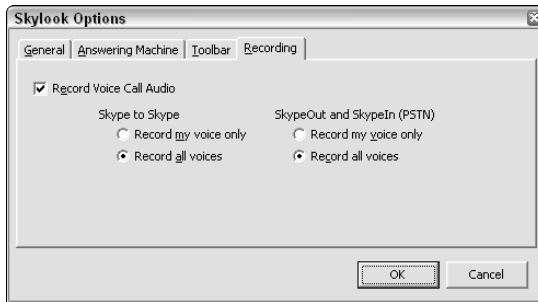 Skylook Options
General Answering Machine Toolbar Recording
Record Voice Call Audio
Skype to Skype SkypeOut and SkypeIn (PSTN)
Record my voice only Record my voice only
Record all voices Record all voices
OK Cancel